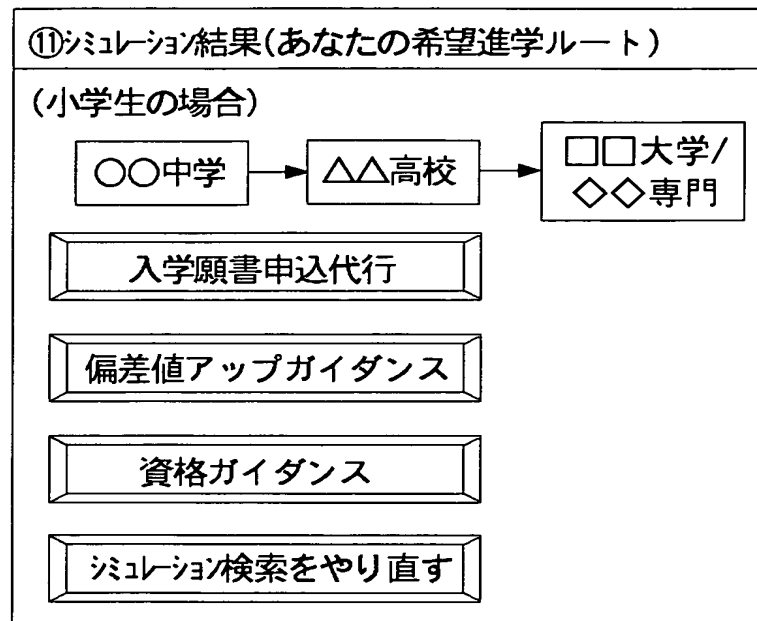 ⑪シミュレーション結果(あなたの希望進学ルート)
(小学生の場合)
○○中学
△△高校
□□大学/
◇◇専門
入学願書申込代行
偏差値アップガイダンス
資格ガイダンス
シミュレーション検索をやり直す